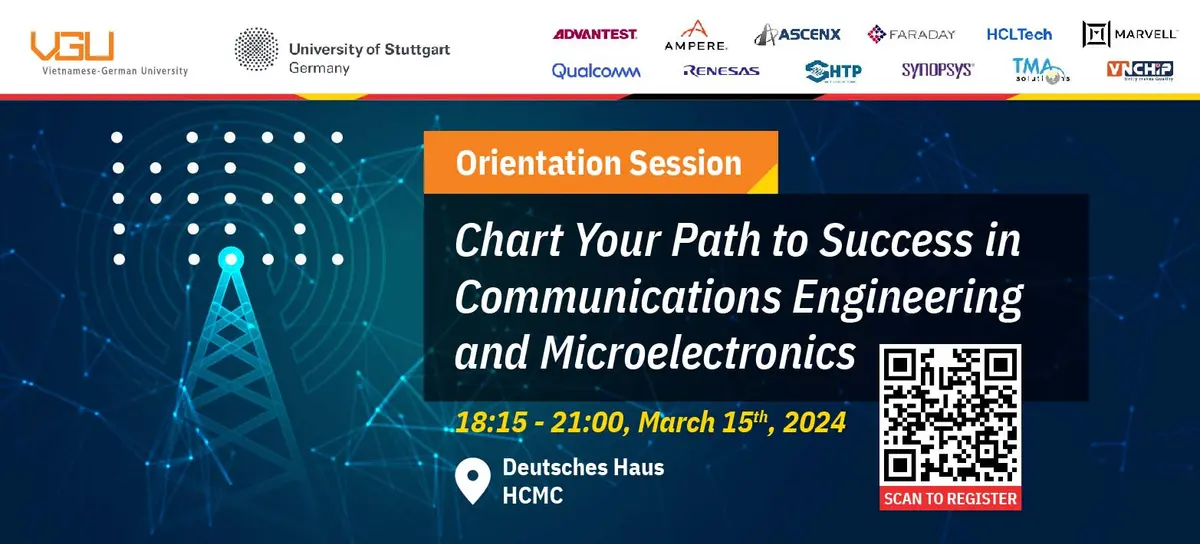 VGU
Vietnamese-German University
University of Stuttgart
Germany
ADVANTEST
AMPERE
ASCENX
FARADAY
HCLTech
MARVELL
Qualcomm
RENESAS
SHTP
SYNOPSYS
TMA
solutions
VNCHIP
Orientation Session
Chart Your Path to Success in
Communications Engineering
and Microelectronics
18:15 - 21:00, March 15th, 2024
Deutsches Haus
HCMC
SCAN TO REGISTER